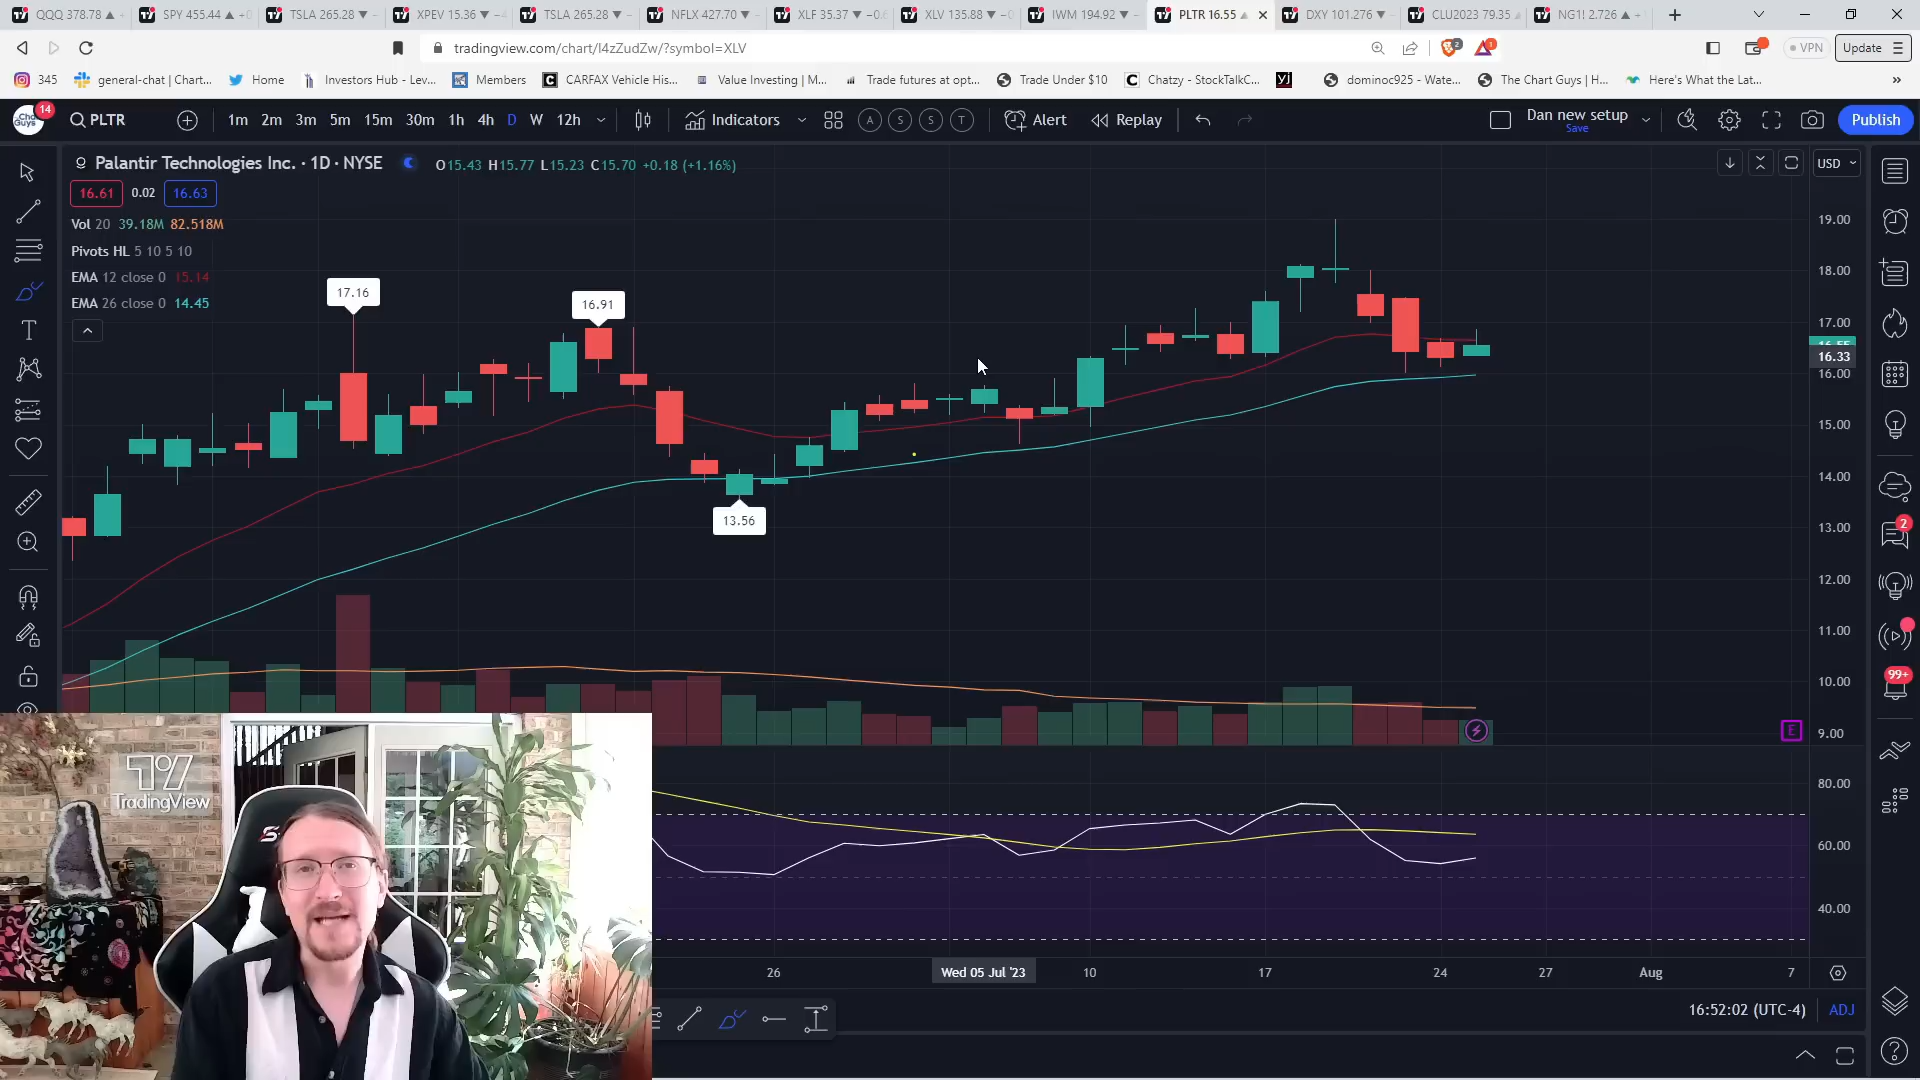 QQQ 378.78
SPY 455.44
TSLA 265.28
XPEV 15.36
TSLA 265.28
NFLX 427.70
XLF 35.37
XLV 135.88
IWM 194.92
PLTR 16.55
DXY 101.276
CLU2023 79.35
NG1! 2.726
tradingview.com/chart/I4zZudZw/?symbol=XLV
2
1
VPN
Update
345
general-chat | Chart...
Home
Investors Hub - Lev...
Members
CARFAX Vehicle His...
Value Investing | M...
Trade futures at opt...
Trade Under $10
Chatzy - StockTalkC...
dominoc925 - Wate...
The Chart Guys | H...
Here's What the Lat...
»
14
PLTR
1m 2m 3m 5m 15m 30m 1h 4h D W 12h
Indicators
A S S T
Alert
Replay
Dan new setup
Save
Publish
Palantir Technologies Inc. · 1D · NYSE
O15.43 H15.77 L15.23 C15.70 +0.18 (+1.16%)
USD
16.61 0.02 16.63
Vol 20 39.18M 82.518M
Pivots HL 5 10 5 10
EMA 12 close 0 15.14
EMA 26 close 0 14.45
17.16
16.91
13.56
19.00
18.00
17.00
16.55
16.33
16.00
15.00
14.00
13.00
12.00
11.00
10.00
9.00
E
80.00
60.00
40.00
26
Wed 05 Jul '23
10
17
24
27
Aug
7
16:52:02 (UTC-4)
ADJ
2
99+
TradingView